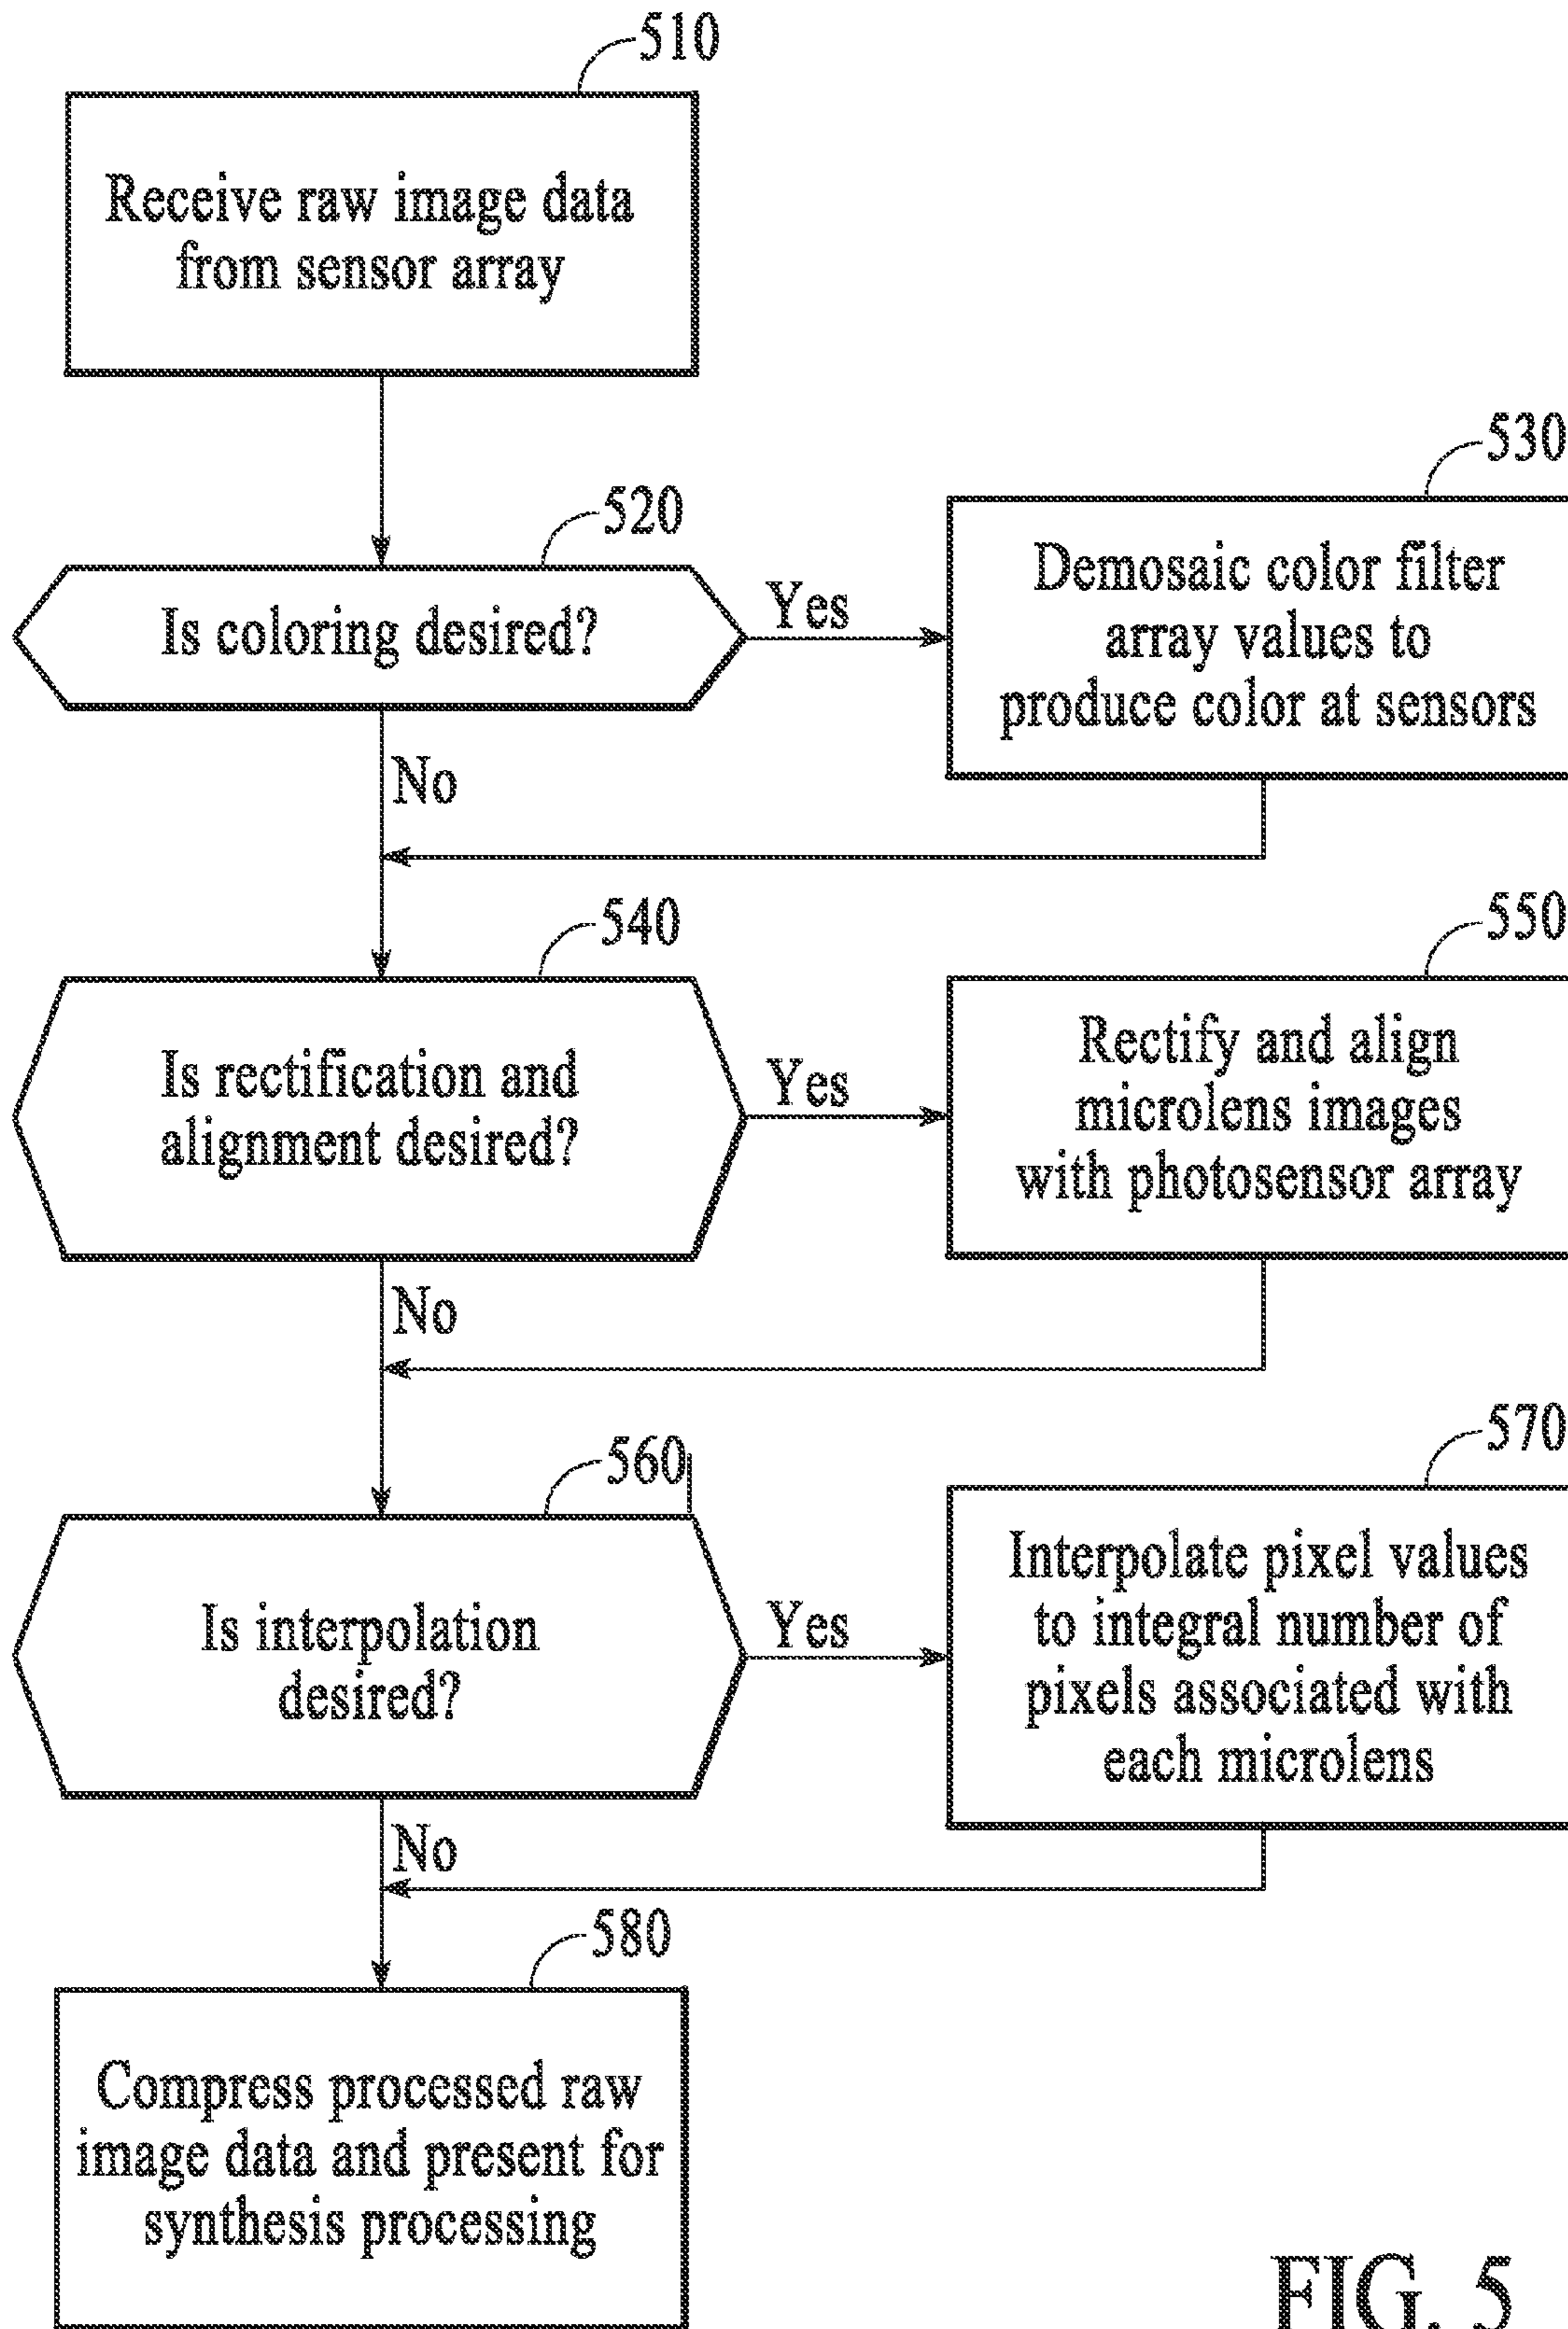 510
Receive raw image data
from sensor array
520
Is coloring desired?
Yes
530
Demosaic color filter
array values to
produce color at sensors
No
540
Is rectification and
alignment desired?
Yes
550
Rectify and align
microlens images
with photosensor array
No
560
Is interpolation
desired?
Yes
570
Interpolate pixel values
to integral number of
pixels associated with
each microlens
No
580
Compress processed raw
image data and present for
synthesis processing
FIG. 5